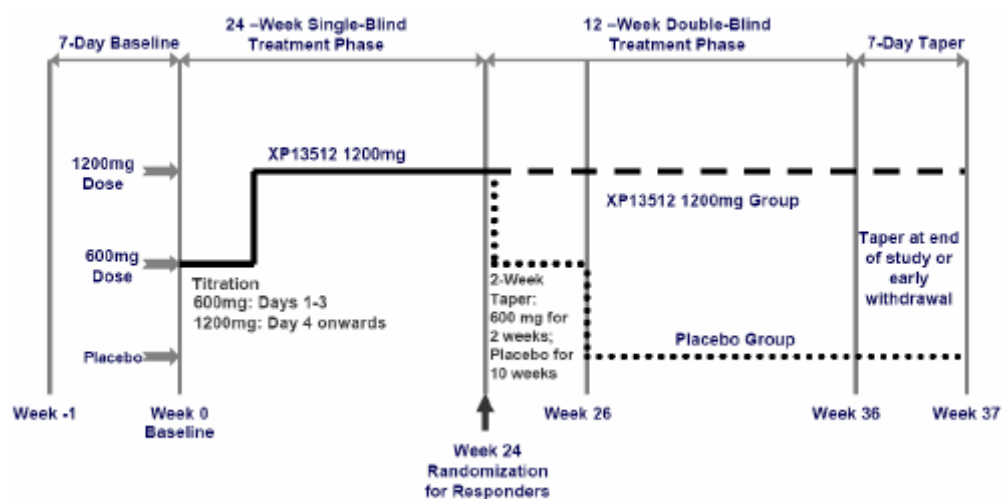 7-Day Baseline
24 –Week Single-Blind
Treatment Phase
12 –Week Double-Blind
Treatment Phase
7-Day Taper
1200mg
Dose
XP13512 1200mg
XP13512 1200mg Group
600mg
Dose
Titration
600mg: Days 1-3
1200mg: Day 4 onwards
2-Week
Taper:
600 mg for
2 weeks;
Placebo for
10 weeks
Taper at end
of study or
early
withdrawal
Placebo
Placebo Group
Week -1
Week 0
Baseline
Week 24
Randomization
for Responders
Week 26
Week 36
Week 37